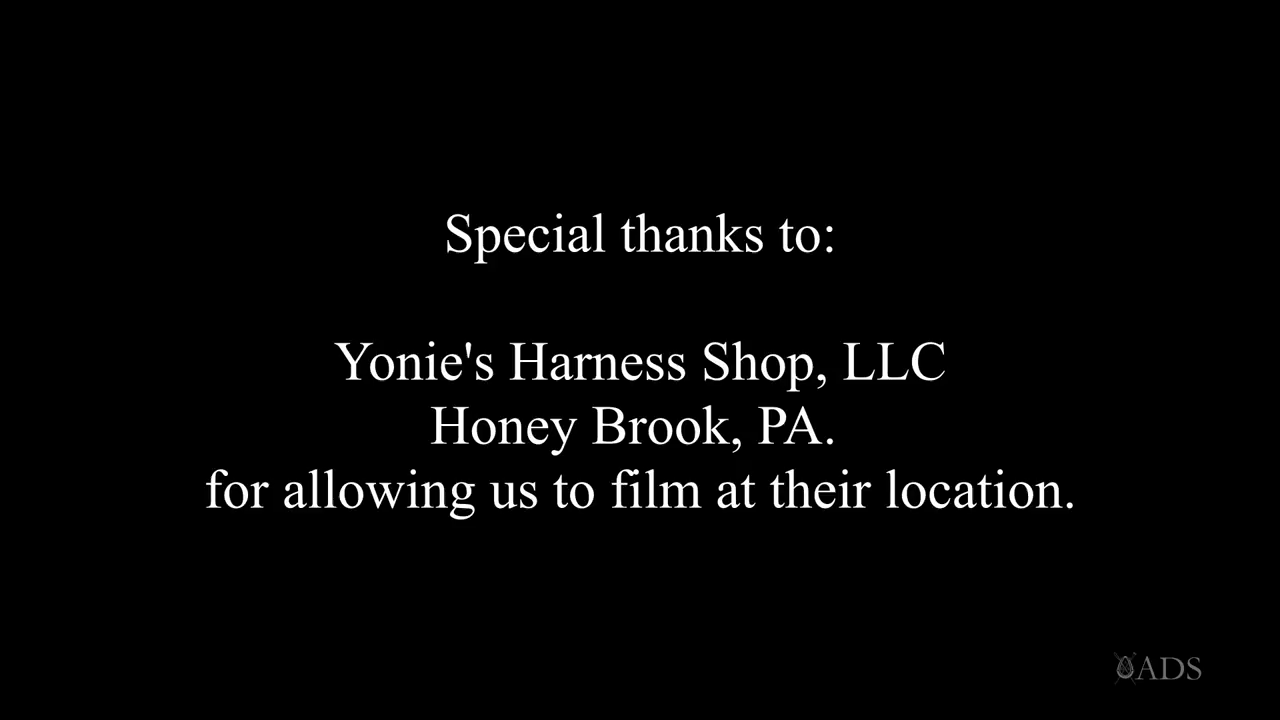 Special thanks to:
Yonie's Harness Shop, LLC
Honey Brook, PA.
for allowing us to film at their location.
ADS